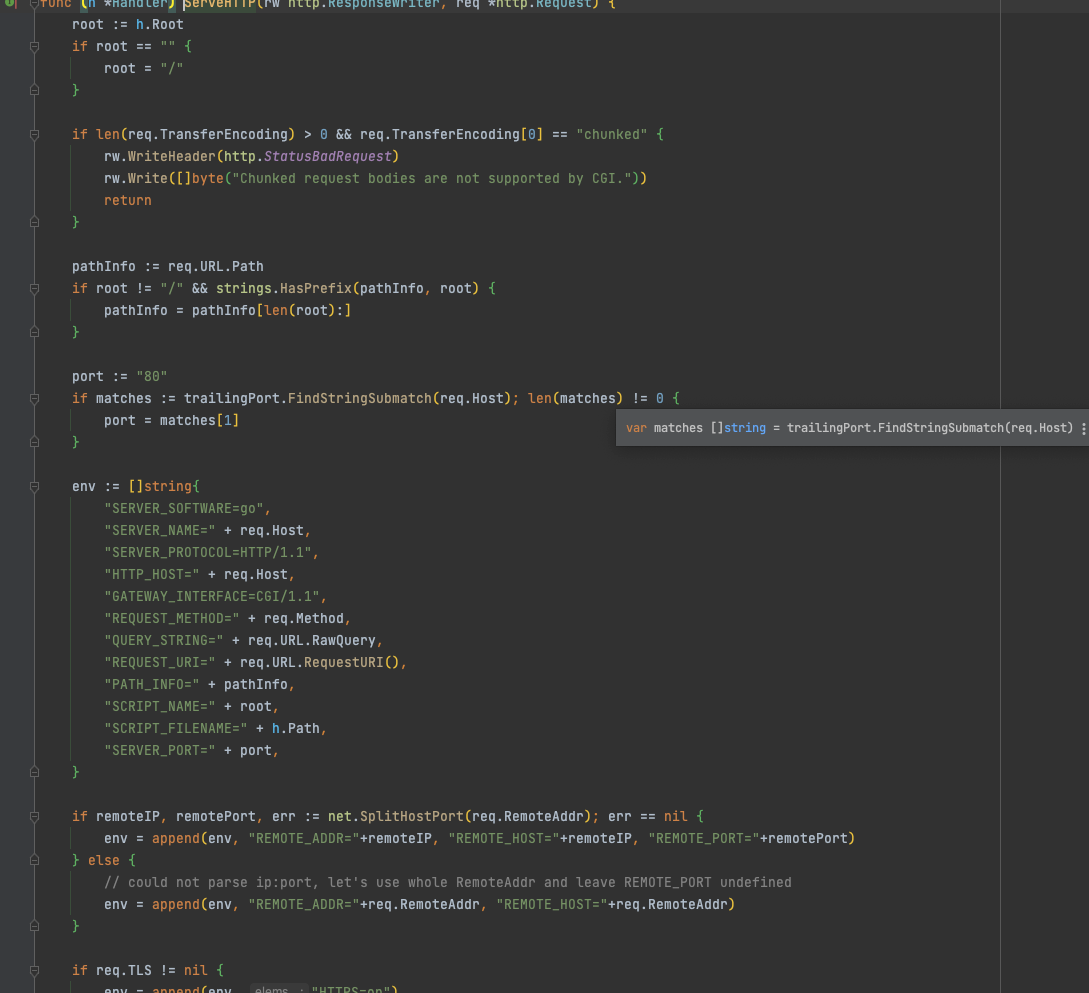 func (h *Handler) ServeHTTP(rw http.ResponseWriter, req *http.Request) {
root := h.Root
if root == "" {
root = "/"
}
if len(req.TransferEncoding) > 0 && req.TransferEncoding[0] == "chunked" {
rw.WriteHeader(http.StatusBadRequest)
rw.Write([]byte("Chunked request bodies are not supported by CGI."))
return
}
pathInfo := req.URL.Path
if root != "/" && strings.HasPrefix(pathInfo, root) {
pathInfo = pathInfo[len(root):]
}
port := "80"
if matches := trailingPort.FindStringSubmatch(req.Host); len(matches) != 0 {
port = matches[1]
var matches []string = trailingPort.FindStringSubmatch(req.Host)
}
env := []string{
"SERVER_SOFTWARE=go",
"SERVER_NAME=" + req.Host,
"SERVER_PROTOCOL=HTTP/1.1",
"HTTP_HOST=" + req.Host,
"GATEWAY_INTERFACE=CGI/1.1",
"REQUEST_METHOD=" + req.Method,
"QUERY_STRING=" + req.URL.RawQuery,
"REQUEST_URI=" + req.URL.RequestURI(),
"PATH_INFO=" + pathInfo,
"SCRIPT_NAME=" + root,
"SCRIPT_FILENAME=" + h.Path,
"SERVER_PORT=" + port,
}
if remoteIP, remotePort, err := net.SplitHostPort(req.RemoteAddr); err == nil {
env = append(env, "REMOTE_ADDR="+remoteIP, "REMOTE_HOST="+remoteIP, "REMOTE_PORT="+remotePort)
} else {
// could not parse ip:port, let's use whole RemoteAddr and leave REMOTE_PORT undefined
env = append(env, "REMOTE_ADDR="+req.RemoteAddr, "REMOTE_HOST="+req.RemoteAddr)
}
if req.TLS != nil {
env = append(env, elems...: "HTTPS=on")